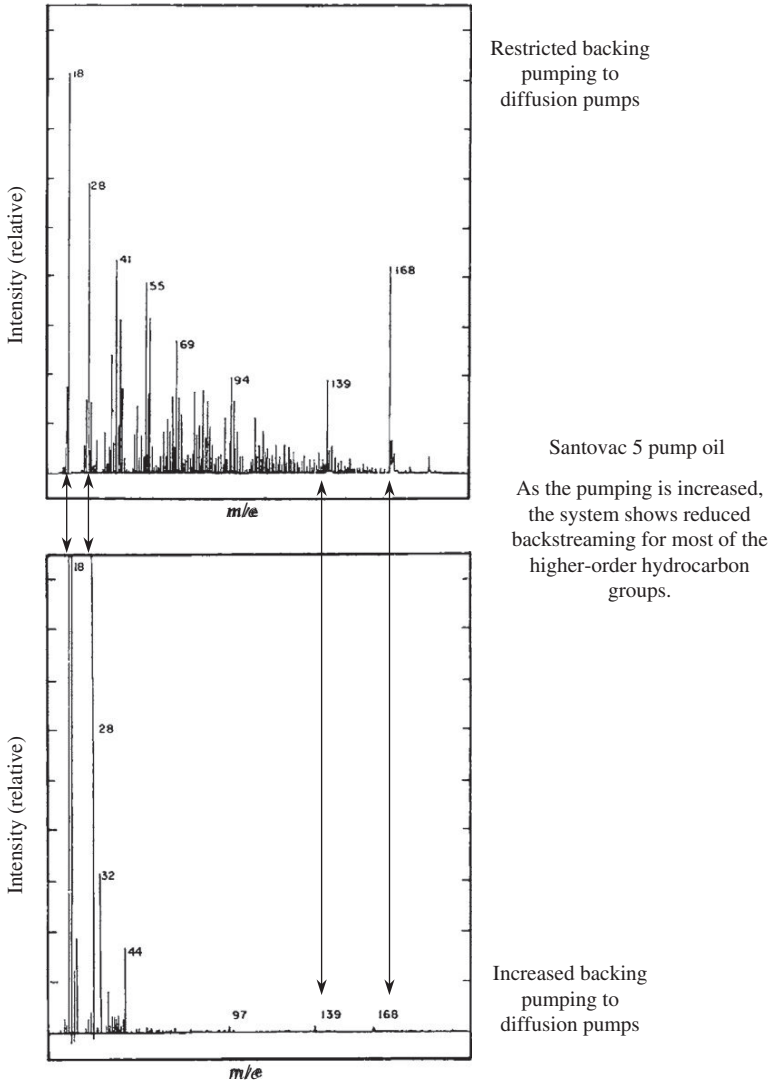 Restricted backing
pumping to
diffusion pumps
Intensity (relative)
18
28
41
55
69
94
139
168
m/e
Santovac 5 pump oil
As the pumping is increased,
the system shows reduced
backstreaming for most of the
higher-order hydrocarbon
groups.
Intensity (relative)
18
28
32
44
97
139
168
m/e
Increased backing
pumping to
diffusion pumps